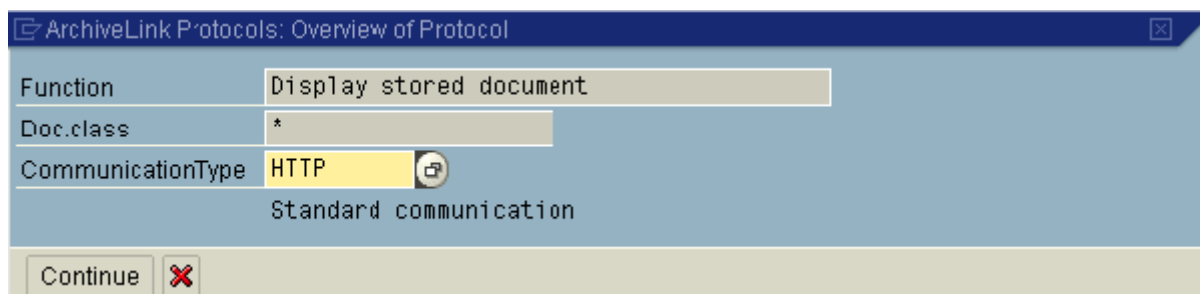 ArchiveLink Protocols: Overview of Protocol
Function Display stored document
Doc.class *
CommunicationType HTTP
Standard communication
Continue